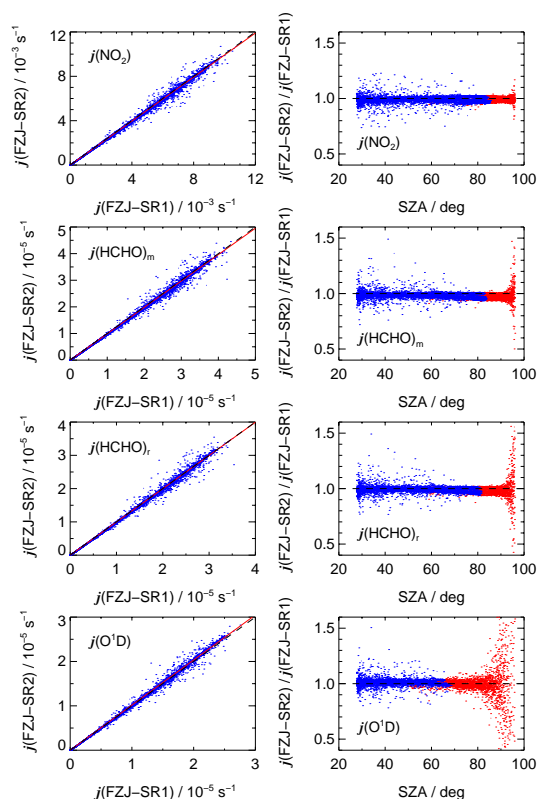 12
8
4
0
j(FZJ–SR2) / 10⁻³ s⁻¹
j(NO₂)
0 4 8 12
j(FZJ–SR1) / 10⁻³ s⁻¹
1.5
1.0
0.5
j(FZJ–SR2) / j(FZJ–SR1)
j(NO₂)
20 40 60 80 100
SZA / deg
5
4
3
2
1
0
j(FZJ–SR2) / 10⁻⁵ s⁻¹
j(HCHO)ₘ
0 1 2 3 4 5
j(FZJ–SR1) / 10⁻⁵ s⁻¹
1.5
1.0
0.5
j(FZJ–SR2) / j(FZJ–SR1)
j(HCHO)ₘ
20 40 60 80 100
SZA / deg
4
3
2
1
0
j(FZJ–SR2) / 10⁻⁵ s⁻¹
j(HCHO)ᵣ
0 1 2 3 4
j(FZJ–SR1) / 10⁻⁵ s⁻¹
1.5
1.0
0.5
j(FZJ–SR2) / j(FZJ–SR1)
j(HCHO)ᵣ
20 40 60 80 100
SZA / deg
3
2
1
0
j(FZJ–SR2) / 10⁻⁵ s⁻¹
j(O¹D)
0 1 2 3
j(FZJ–SR1) / 10⁻⁵ s⁻¹
1.5
1.0
0.5
j(FZJ–SR2) / j(FZJ–SR1)
j(O¹D)
20 40 60 80 100
SZA / deg